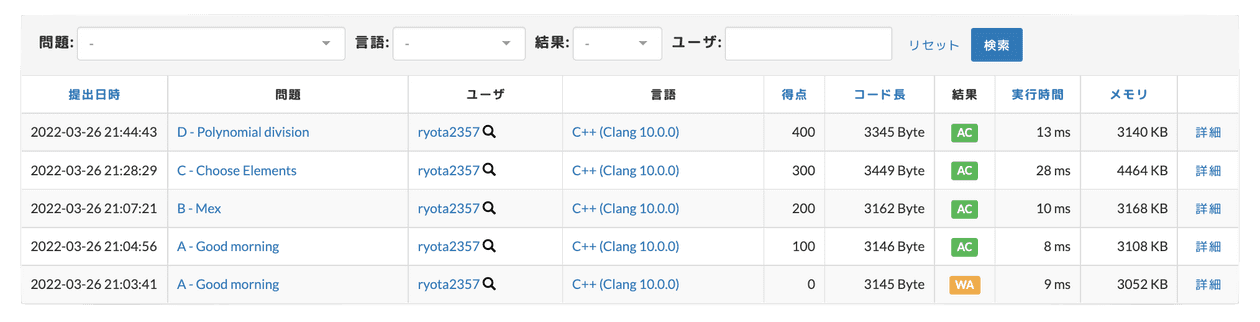 問題: - 言語: - 結果: - ユーザ: リセット 検索
提出日時 問題 ユーザ 言語 得点 コード長 結果 実行時間 メモリ
2022-03-26 21:44:43 D - Polynomial division ryota2357 C++ (Clang 10.0.0) 400 3345 Byte AC 13 ms 3140 KB 詳細
2022-03-26 21:28:29 C - Choose Elements ryota2357 C++ (Clang 10.0.0) 300 3449 Byte AC 28 ms 4464 KB 詳細
2022-03-26 21:07:21 B - Mex ryota2357 C++ (Clang 10.0.0) 200 3162 Byte AC 10 ms 3168 KB 詳細
2022-03-26 21:04:56 A - Good morning ryota2357 C++ (Clang 10.0.0) 100 3146 Byte AC 8 ms 3108 KB 詳細
2022-03-26 21:03:41 A - Good morning ryota2357 C++ (Clang 10.0.0) 0 3145 Byte WA 9 ms 3052 KB 詳細